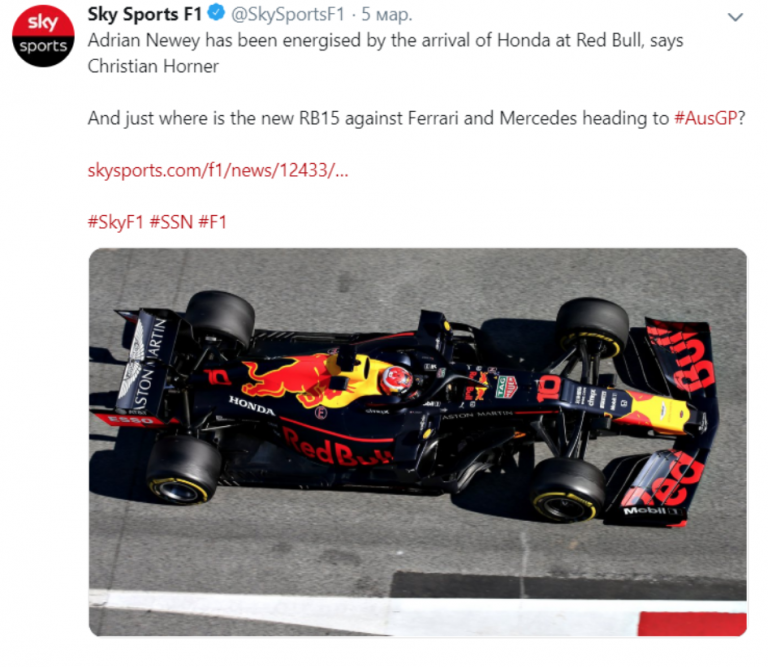 sky
sports
Sky Sports F1 @SkySportsF1 · 5 мар.
Adrian Newey has been energised by the arrival of Honda at Red Bull, says
Christian Horner
And just where is the new RB15 against Ferrari and Mercedes heading to #AusGP?
skysports.com/f1/news/12433/...
#SkyF1 #SSN #F1
ASTON MARTIN
ESSO
10
HONDA
Red Bull
ASTON MARTIN
TAG
10
Bull
Red
Mobil 1